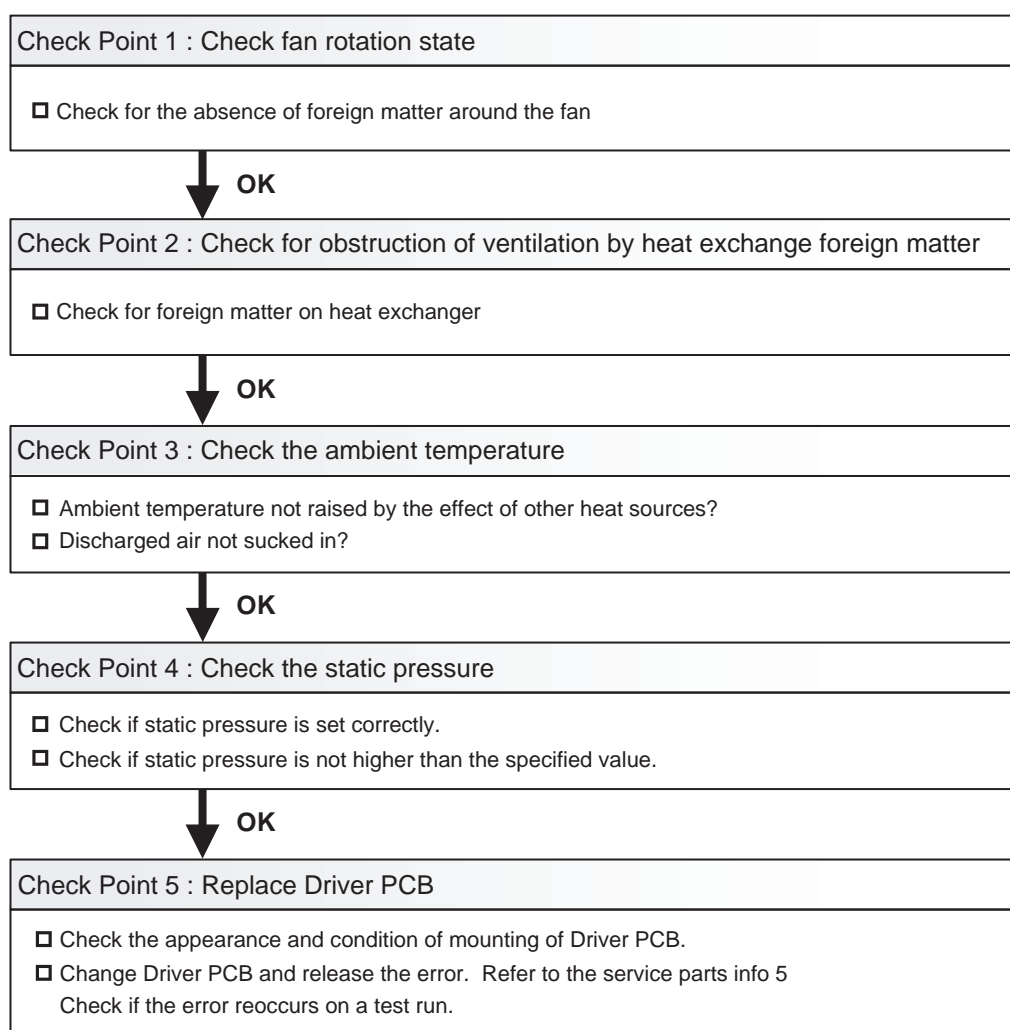 Check Point 1 : Check fan rotation state
Check for the absence of foreign matter around the fan
OK
Check Point 2 : Check for obstruction of ventilation by heat exchange foreign matter
Check for foreign matter on heat exchanger
OK
Check Point 3 : Check the ambient temperature
Ambient temperature not raised by the effect of other heat sources?
Discharged air not sucked in?
OK
Check Point 4 : Check the static pressure
Check if static pressure is set correctly.
Check if static pressure is not higher than the specified value.
OK
Check Point 5 : Replace Driver PCB
Check the appearance and condition of mounting of Driver PCB.
Change Driver PCB and release the error.  Refer to the service parts info 5
Check if the error reoccurs on a test run.